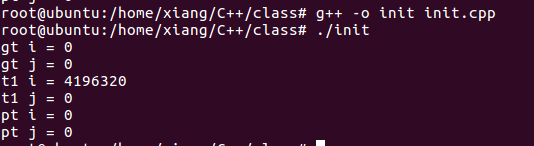 root@ubuntu:/home/xiang/C++/class# g++ -o init init.cpp
root@ubuntu:/home/xiang/C++/class# ./init
gt i = 0
gt j = 0
t1 i = 4196320
t1 j = 0
pt i = 0
pt j = 0